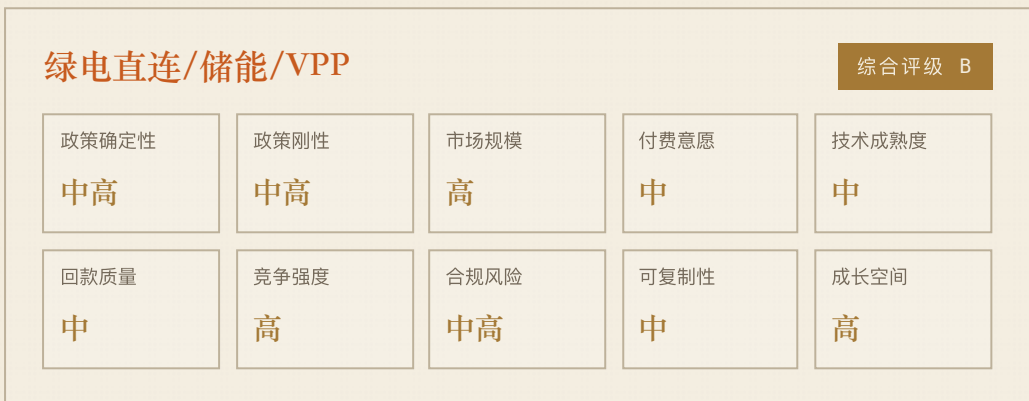 绿电直连/储能/VPP
综合评级 B
政策确定性
中高
政策刚性
中高
市场规模
高
付费意愿
中
技术成熟度
中
回款质量
中
竞争强度
高
合规风险
中高
可复制性
中
成长空间
高